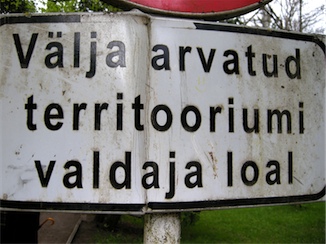 Välja arvatud
territooriumi
valdaja loal